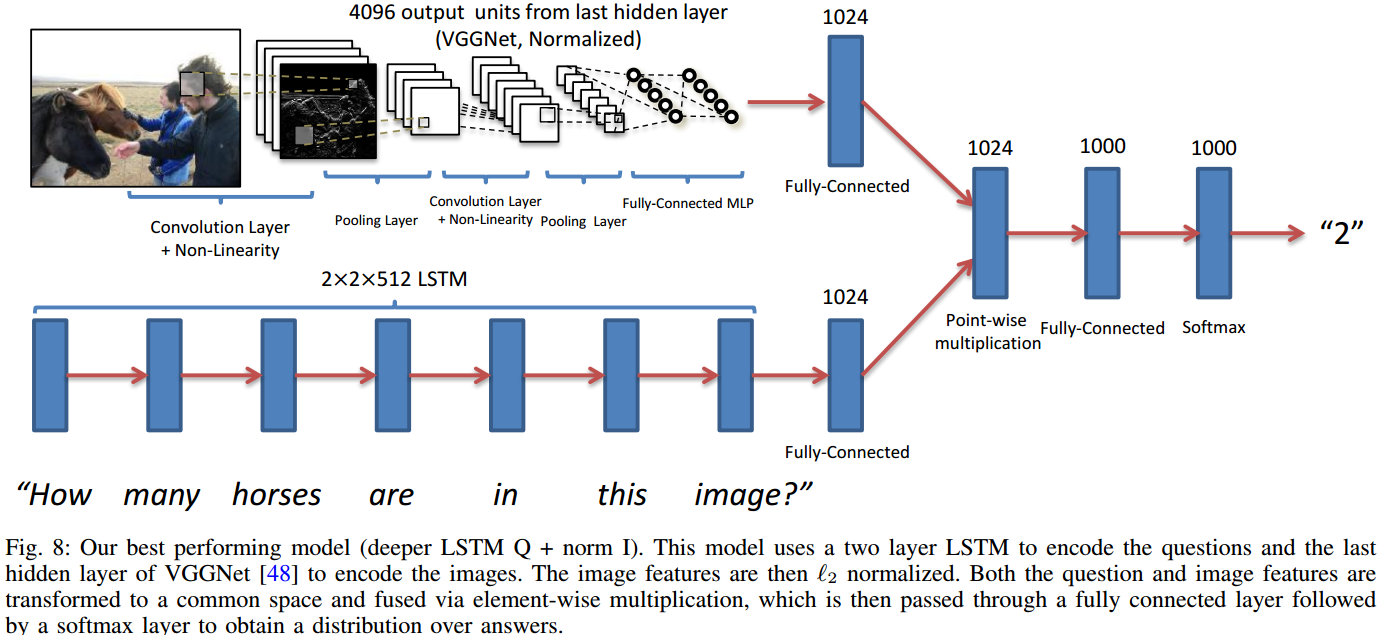 4096 output units from last hidden layer
(VGGNet, Normalized)
1024
Fully-Connected
Convolution Layer
+ Non-Linearity
Pooling Layer
Convolution Layer
+ Non-Linearity
Pooling Layer
Fully-Connected MLP
1024
1000
1000
"2"
Point-wise
multiplication
Fully-Connected
Softmax
2×2×512 LSTM
1024
Fully-Connected
“How many horses are in this image?”
Fig. 8: Our best performing model (deeper LSTM Q + norm I). This model uses a two layer LSTM to encode the questions and the last
hidden layer of VGGNet [48] to encode the images. The image features are then ℓ₂ normalized. Both the question and image features are
transformed to a common space and fused via element-wise multiplication, which is then passed through a fully connected layer followed
by a softmax layer to obtain a distribution over answers.